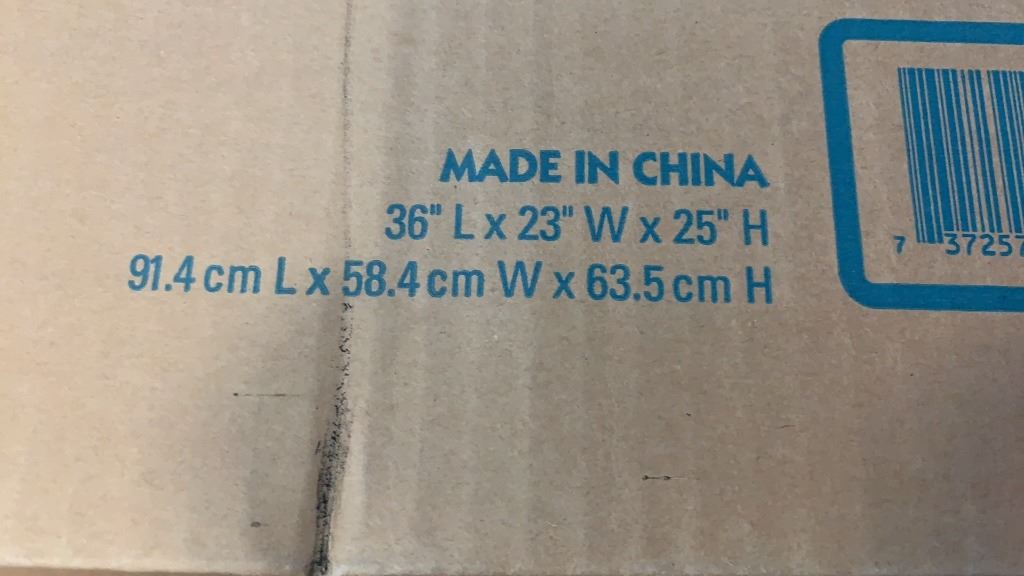 MADE IN CHINA
36" L x 23" W x 25" H
91.4 cm L x 58.4 cm W x 63.5 cm H
7 37257